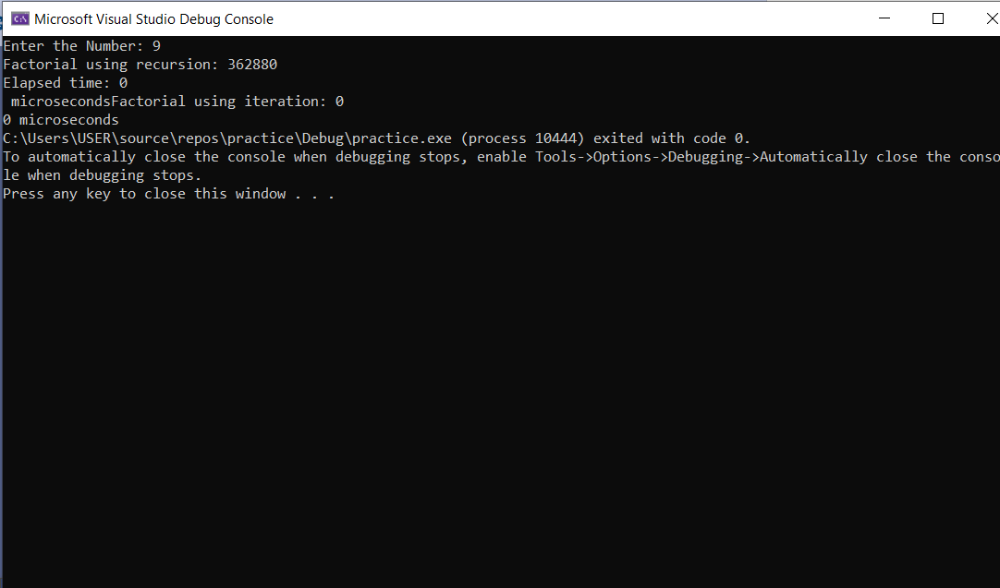 Microsoft Visual Studio Debug Console
Enter the Number: 9
Factorial using recursion: 362880
Elapsed time: 0
 microsecondsFactorial using iteration: 0
0 microseconds
C:\Users\USER\source\repos\practice\Debug\practice.exe (process 10444) exited with code 0.
To automatically close the console when debugging stops, enable Tools->Options->Debugging->Automatically close the conso
le when debugging stops.
Press any key to close this window . . .